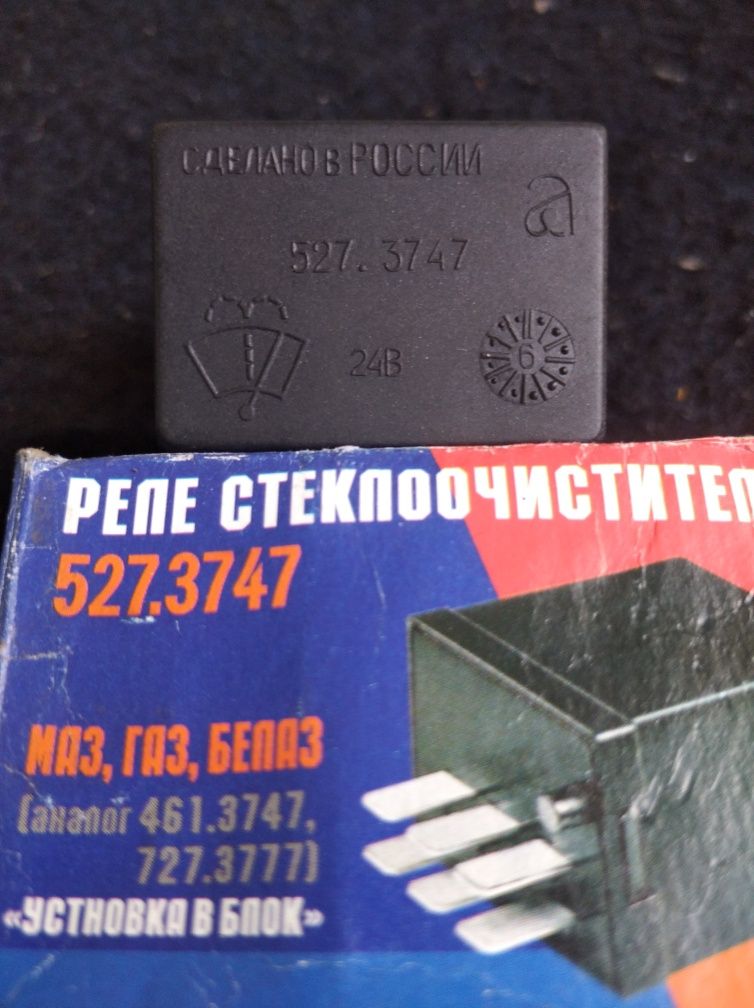 СДЕЛАНО В РОССИИ
а
527.3747
24В
6
РЕЛЕ СТЕКЛООЧИСТИТЕЛ
527.3747
МАЗ, ГАЗ, БЕЛАЗ
(аналог 461.3747,
727.3777)
«УСТНОВКА В БЛОК»